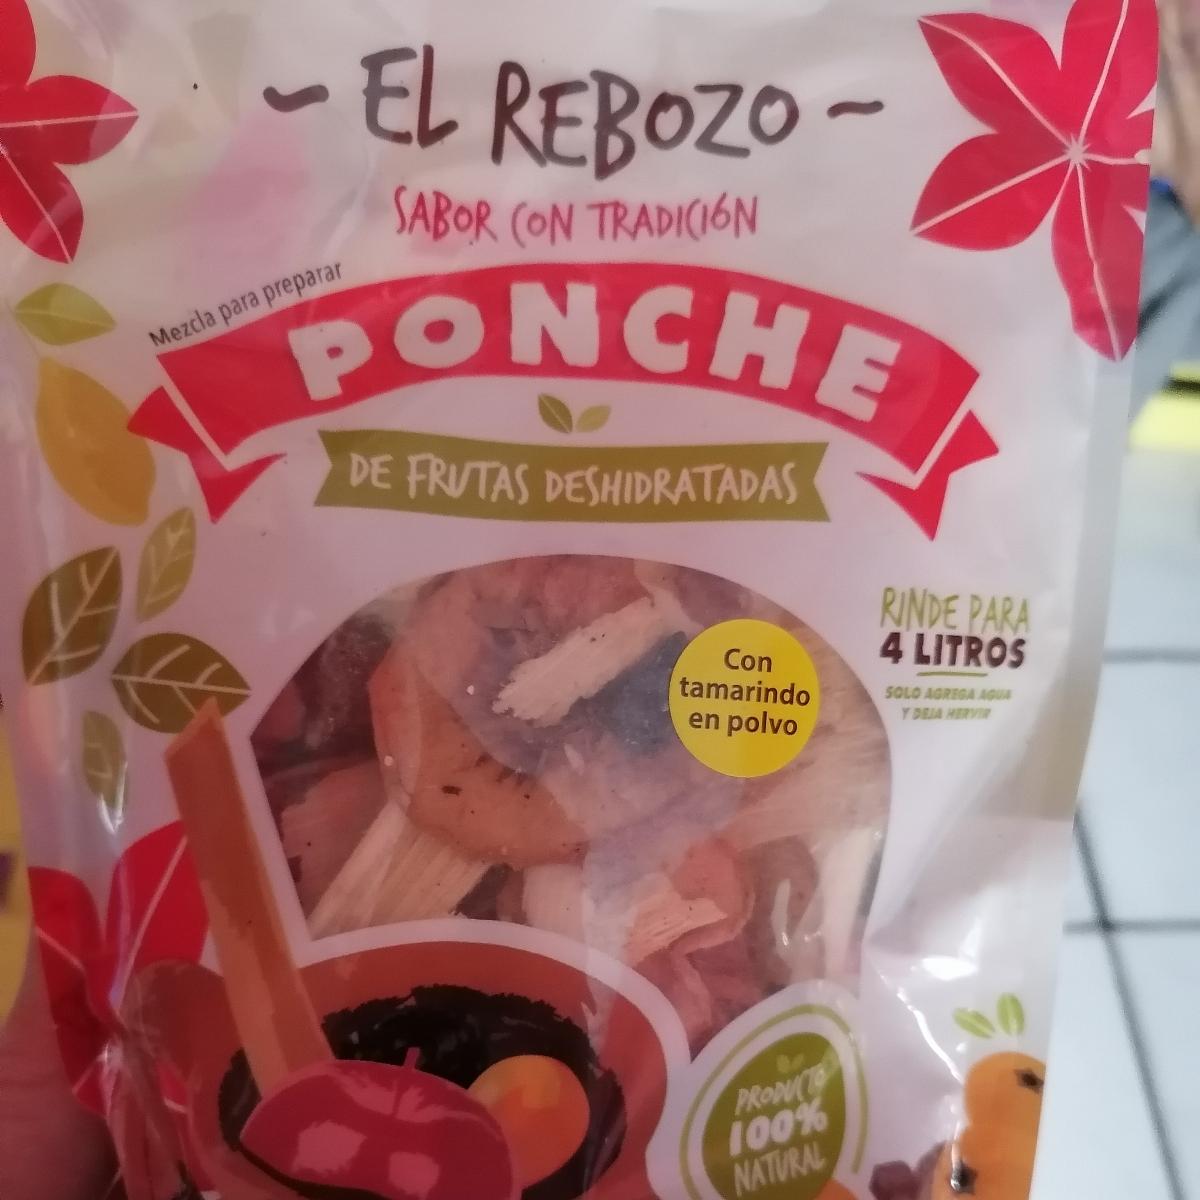 ~ EL REBOZO ~
SABOR CON TRADICIÓN
Mezcla para preparar
PONCHE
DE FRUTAS DESHIDRATADAS
RINDE PARA
4 LITROS
SOLO AGREGA AGUA
Y DEJA HERVIR
Con
tamarindo
en polvo
PRODUCTO
100%
NATURAL